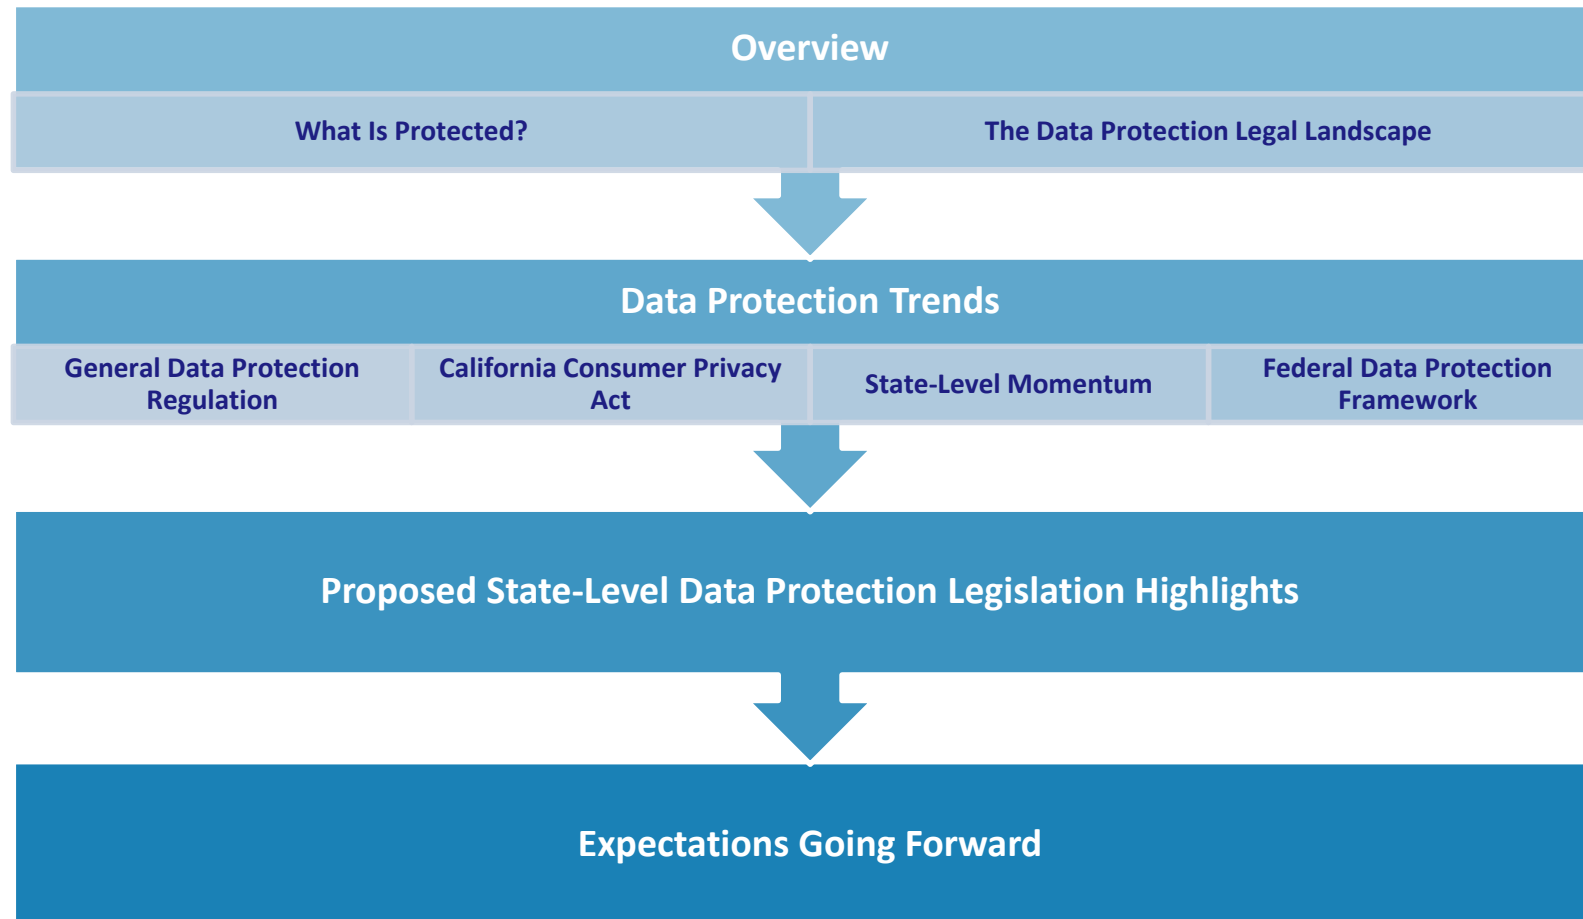 Overview
What Is Protected?
The Data Protection Legal Landscape
Data Protection Trends
General Data Protection
Regulation
California Consumer Privacy
Act
State-Level Momentum
Federal Data Protection
Framework
Proposed State-Level Data Protection Legislation Highlights
Expectations Going Forward